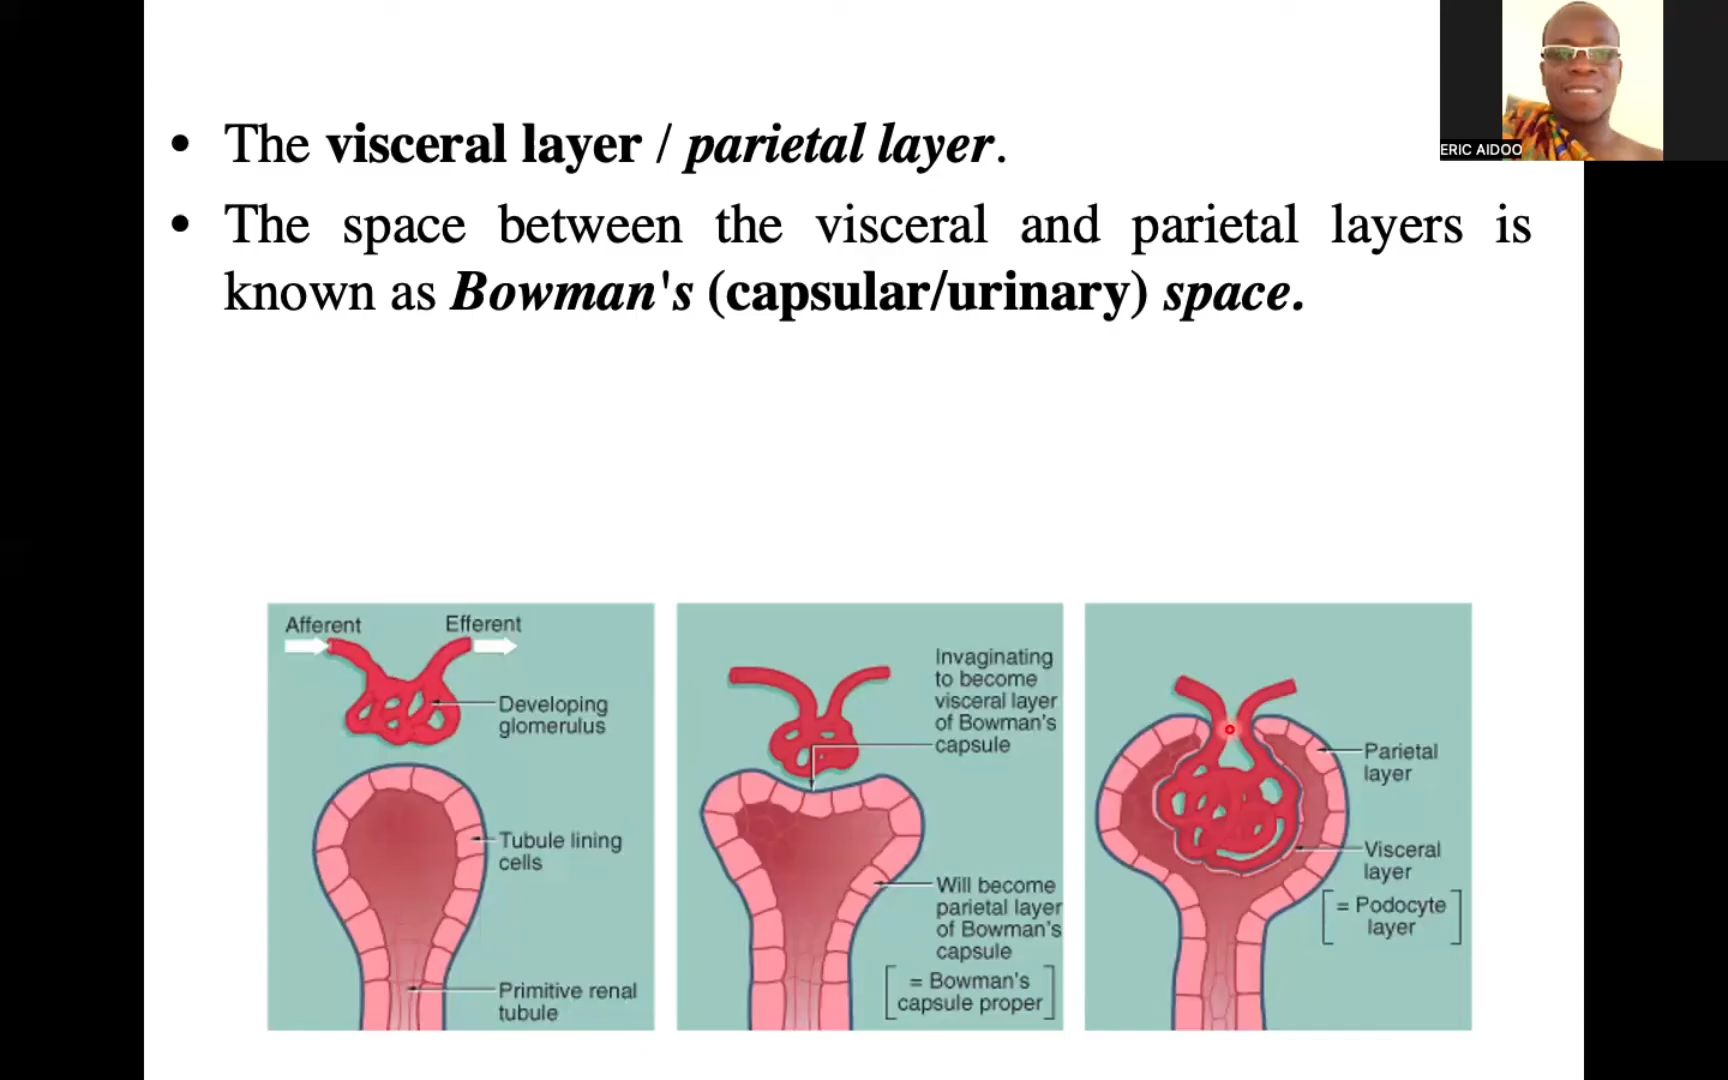 ERIC AIDOO
• The visceral layer / parietal layer.
• The space between the visceral and parietal layers is
known as Bowman's (capsular/urinary) space.
Afferent
Efferent
Developing
glomerulus
Tubule lining
cells
Primitive renal
tubule
Invaginating
to become
visceral layer
of Bowman's
capsule
Will become
parietal layer
of Bowman's
capsule
= Bowman's
capsule proper
Parietal
layer
Visceral
layer
= Podocyte
layer